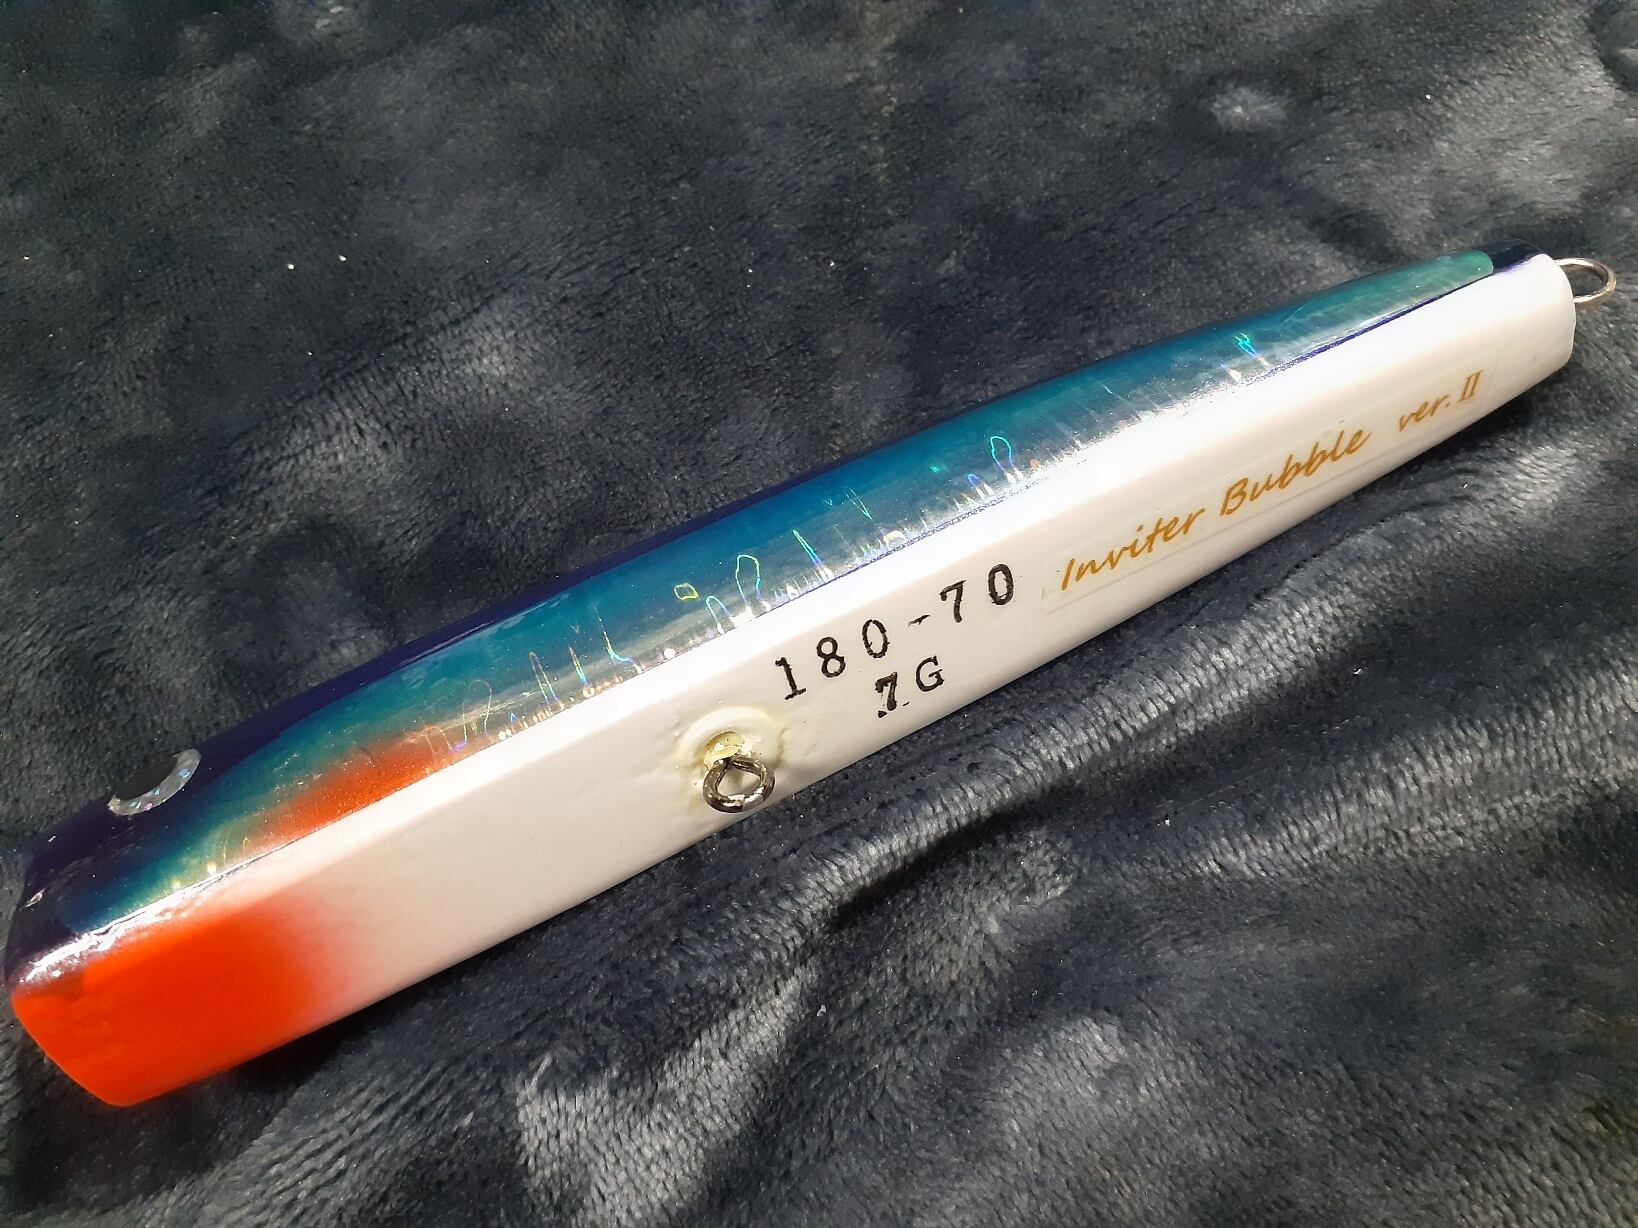 180-70
7G
Inviter Bubble ver.II